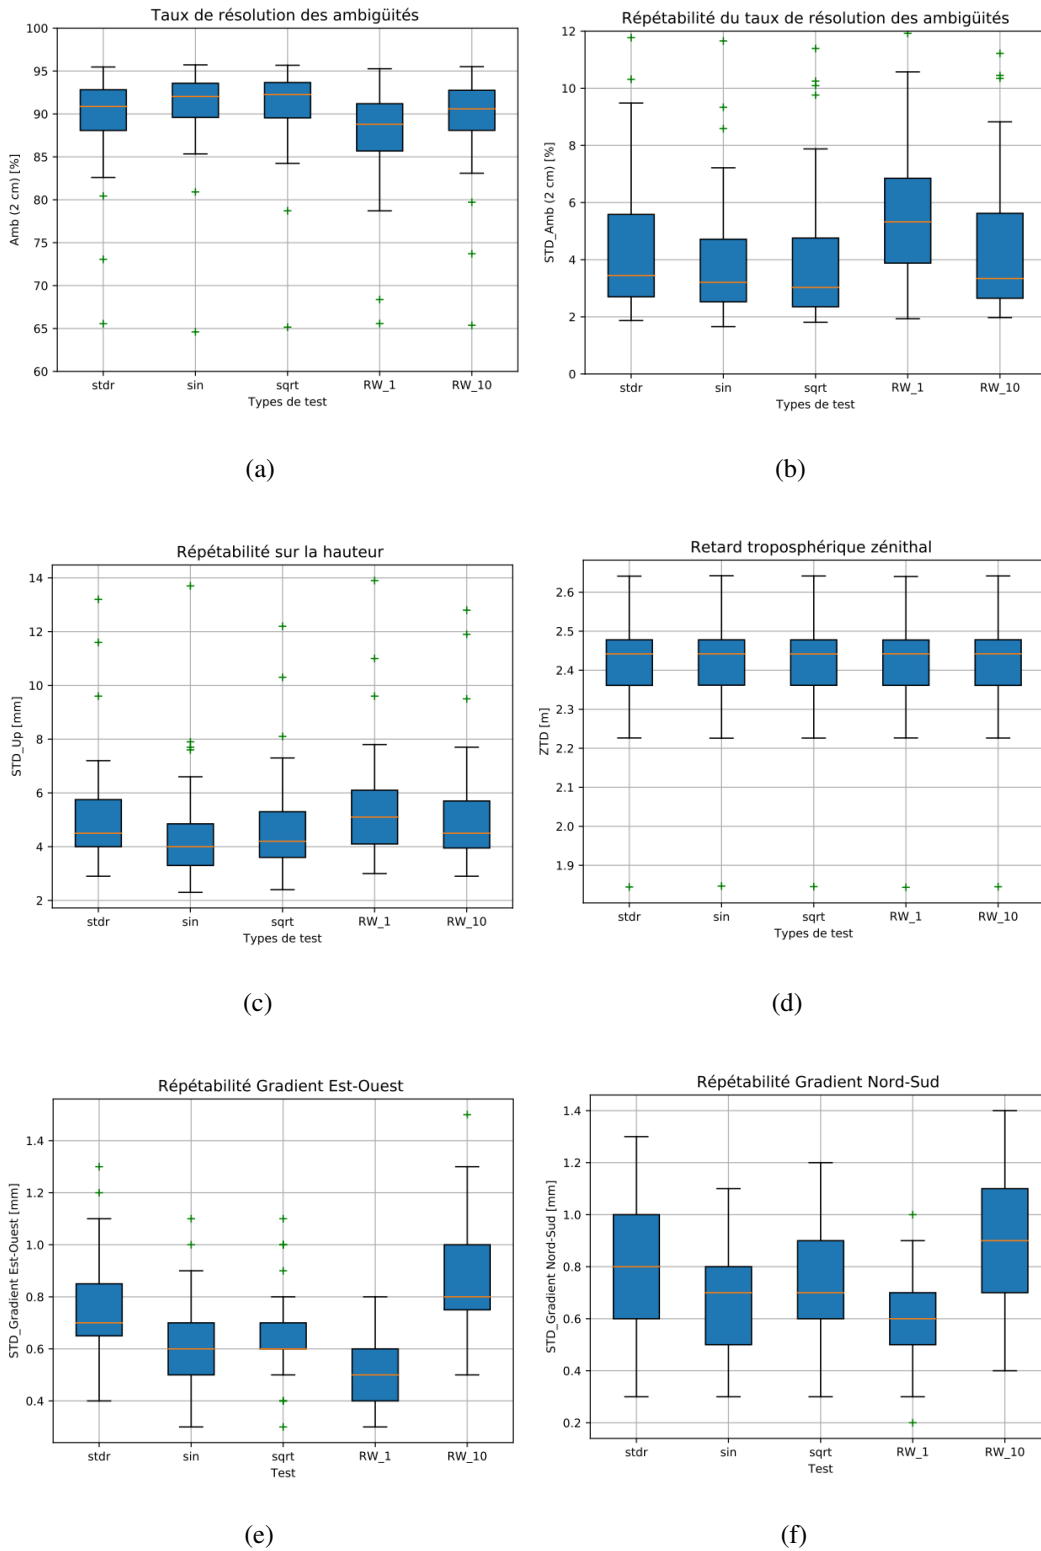 Taux de résolution des ambigüités
100
95
90
85
80
75
70
65
60
Amb (2 cm) [%]
stdr sin sqrt RW_1 RW_10
Types de test
(a)
Répétabilité du taux de résolution des ambigüités
12
10
8
6
4
2
0
STD_Amb (2 cm) [%]
stdr sin sqrt RW_1 RW_10
Types de test
(b)
Répétabilité sur la hauteur
14
12
10
8
6
4
2
STD_Up [mm]
stdr sin sqrt RW_1 RW_10
Types de test
(c)
Retard troposphérique zénithal
2.6
2.5
2.4
2.3
2.2
2.1
2.0
1.9
ZTD [m]
stdr sin sqrt RW_1 RW_10
Types de test
(d)
Répétabilité Gradient Est-Ouest
1.4
1.2
1.0
0.8
0.6
0.4
STD_Gradient Est-Ouest [mm]
stdr sin sqrt RW_1 RW_10
Test
(e)
Répétabilité Gradient Nord-Sud
1.4
1.2
1.0
0.8
0.6
0.4
0.2
STD_Gradient Nord-Sud [mm]
stdr sin sqrt RW_1 RW_10
Test
(f)